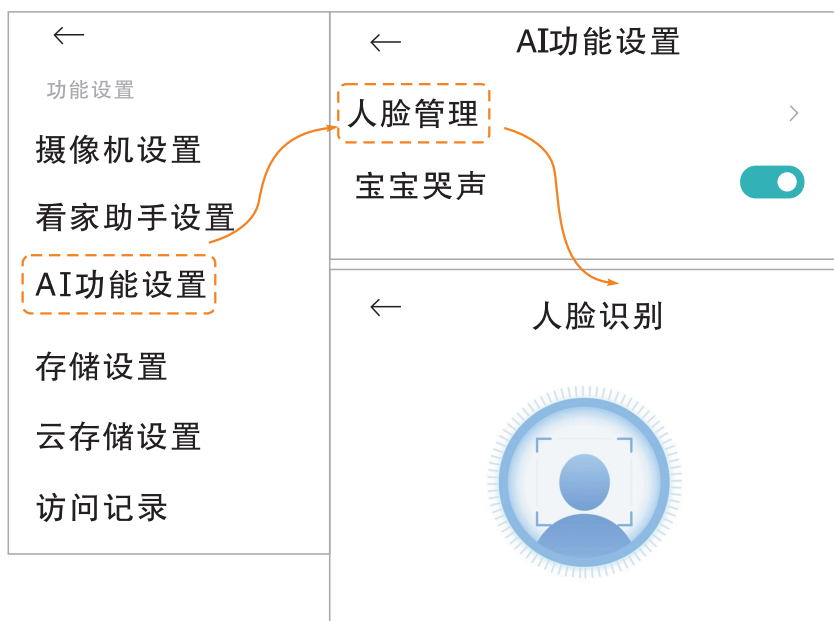 功能设置
摄像机设置
看家助手设置
AI功能设置
存储设置
云存储设置
访问记录
AI功能设置
人脸管理
宝宝哭声
人脸识别